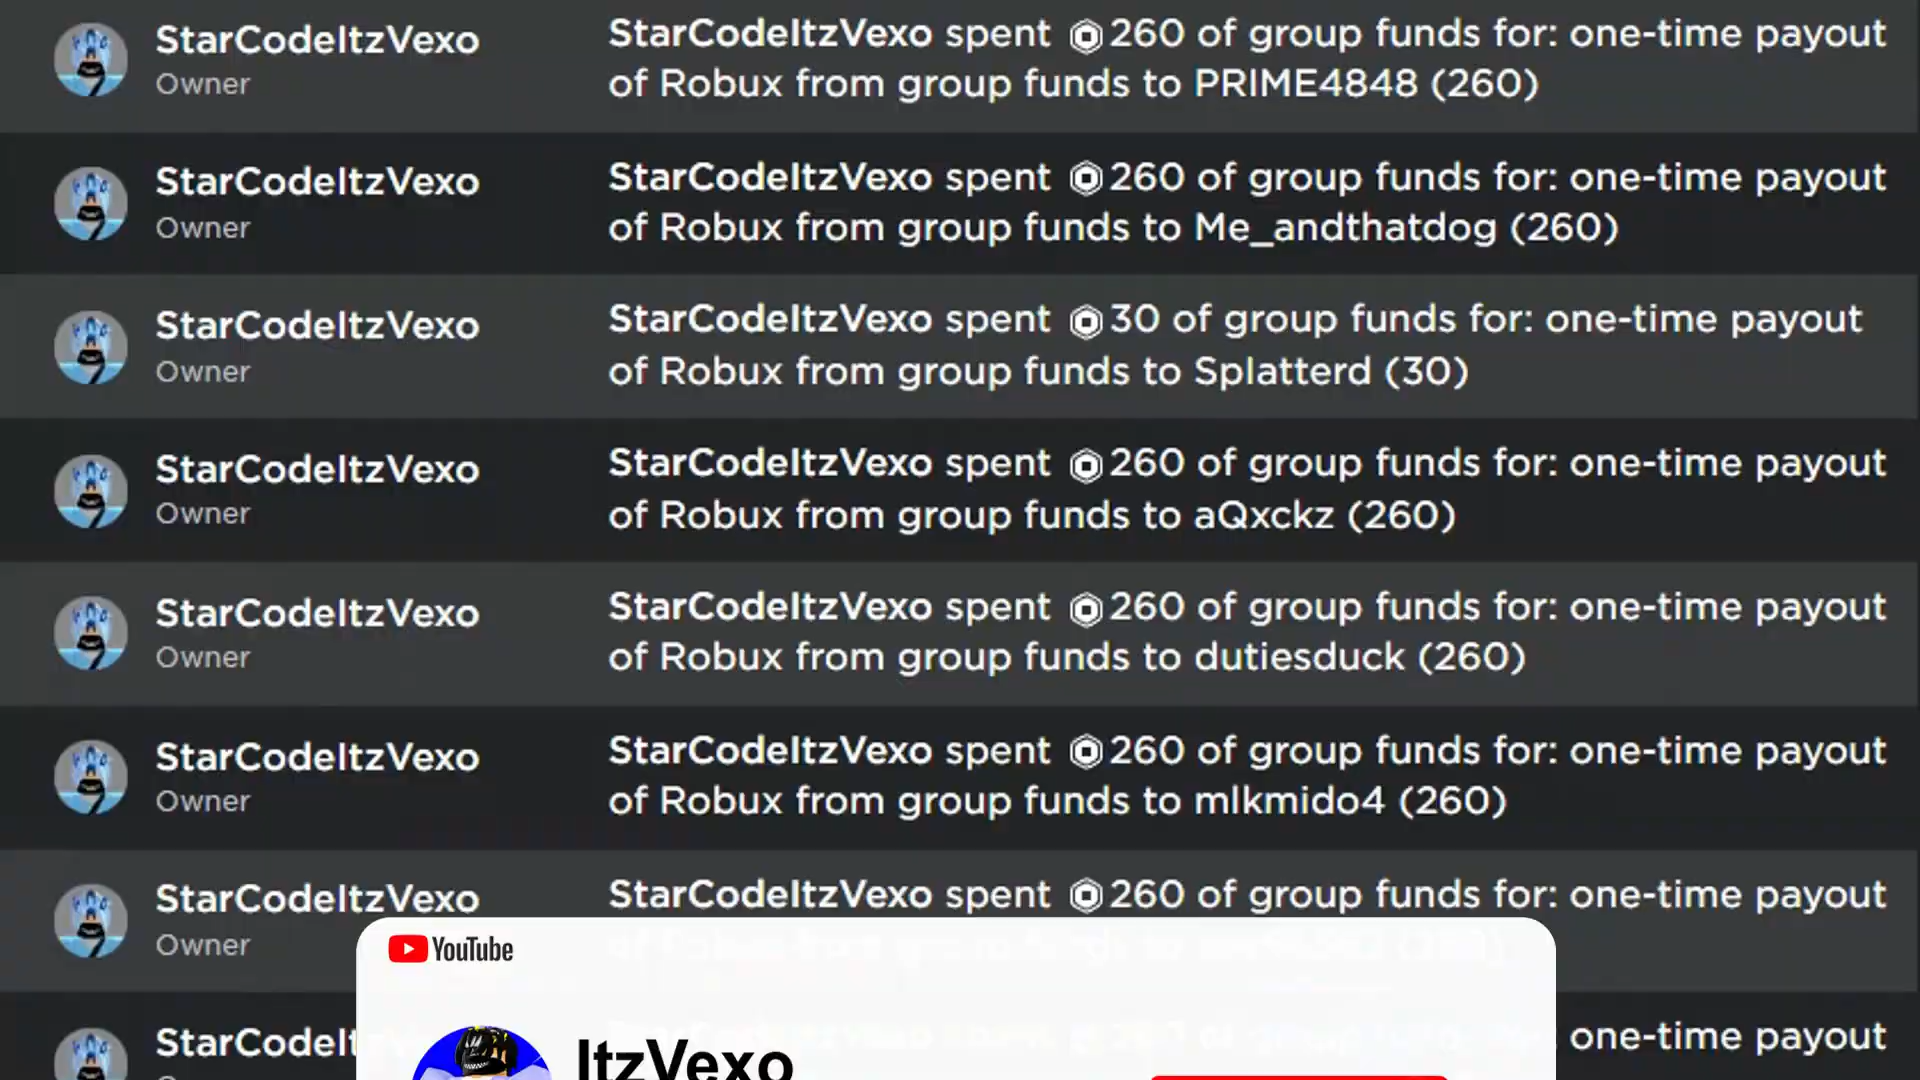 StarCodeItzVexo
Owner
StarCodeItzVexo spent 260 of group funds for: one-time payout
of Robux from group funds to PRIME4848 (260)
StarCodeItzVexo
Owner
StarCodeItzVexo spent 260 of group funds for: one-time payout
of Robux from group funds to Me_andthatdog (260)
StarCodeItzVexo
Owner
StarCodeItzVexo spent 30 of group funds for: one-time payout
of Robux from group funds to Splatterd (30)
StarCodeItzVexo
Owner
StarCodeItzVexo spent 260 of group funds for: one-time payout
of Robux from group funds to aQxckz (260)
StarCodeItzVexo
Owner
StarCodeItzVexo spent 260 of group funds for: one-time payout
of Robux from group funds to dutiesduck (260)
StarCodeItzVexo
Owner
StarCodeItzVexo spent 260 of group funds for: one-time payout
of Robux from group funds to mlkmido4 (260)
StarCodeItzVexo
Owner
StarCodeItzVexo spent 260 of group funds for: one-time payout
YouTube
StarCodeIt
one-time payout
ItzVexo